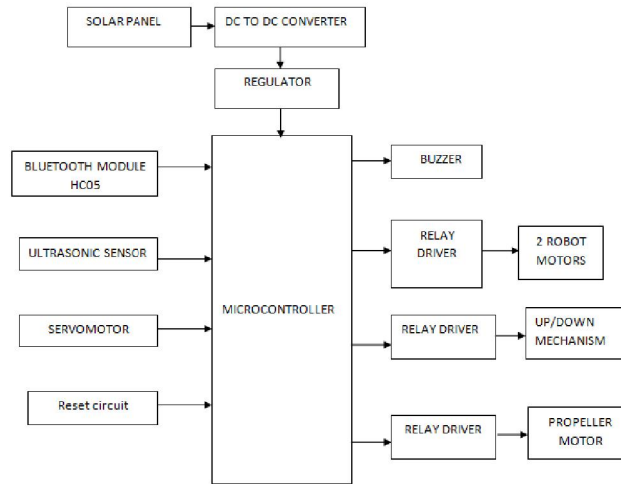 SOLAR PANEL
DC TO DC CONVERTER
REGULATOR
BLUETOOTH MODULE
HC05
ULTRASONIC SENSOR
SERVOMOTOR
Reset circuit
MICROCONTROLLER
BUZZER
RELAY
DRIVER
2 ROBOT
MOTORS
RELAY DRIVER
UP/DOWN
MECHANISM
RELAY DRIVER
PROPELLER
MOTOR